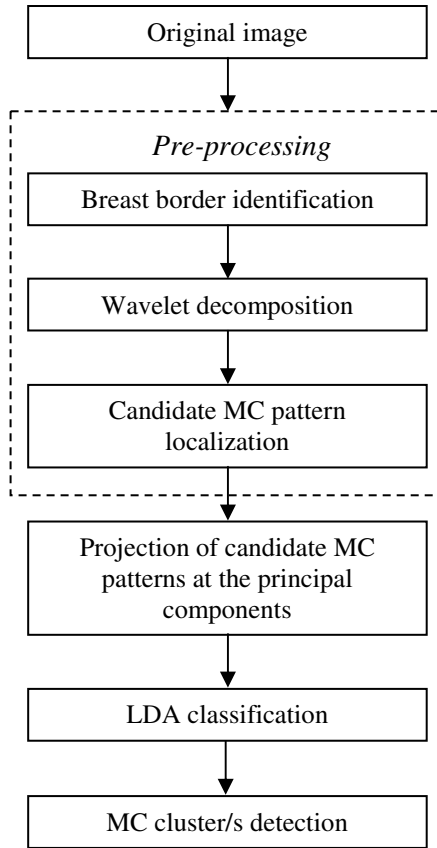 Original image
Pre-processing
Breast border identification
Wavelet decomposition
Candidate MC pattern
localization
Projection of candidate MC
patterns at the principal
components
LDA classification
MC cluster/s detection